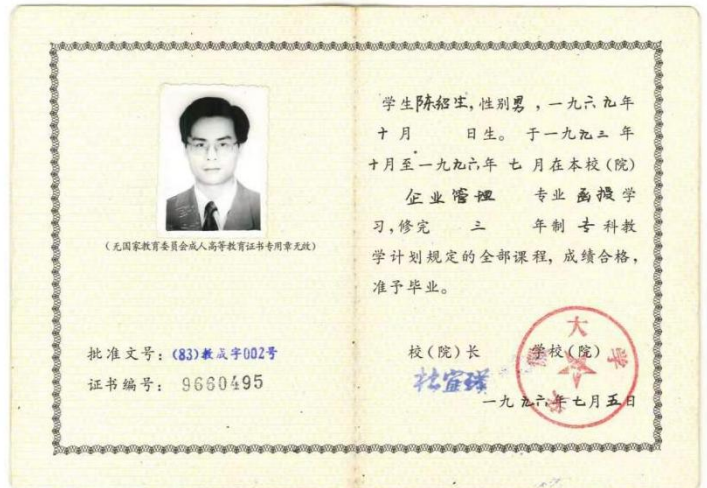 (无国家教育委员会成人高等教育证书专用章无效)
批准文号：(83)教成字002号
证书编号： 9660495
学生陈绍生，性别男，一九六九年
十月 日生。于一九九三年
十月至一九九六年七月在本校(院)
企业管理 专业函授学
习，修完 三 年制专科教
学计划规定的全部课程，成绩合格，
准予毕业。
校(院)长 学校(院)
杜宜瑾
一九九六年七月五日
大学